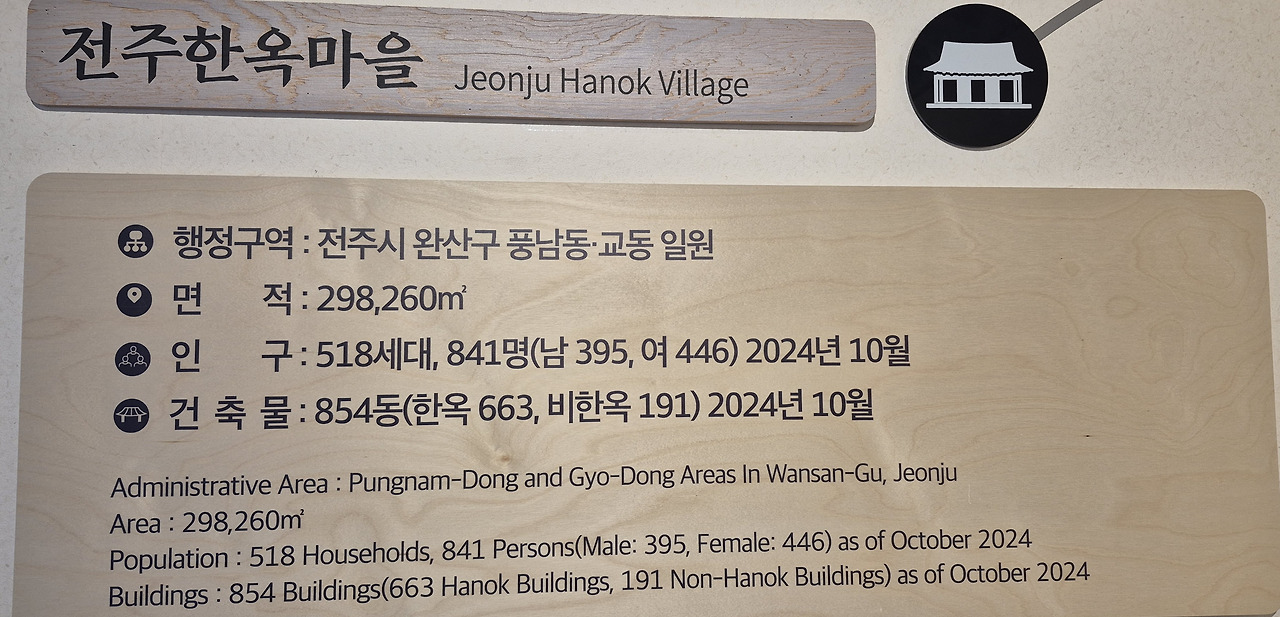 전주한옥마을 Jeonju Hanok Village
행정구역 : 전주시 완산구 풍남동·교동 일원
면 적 : 298,260㎡
인 구 : 518세대, 841명(남 395, 여 446) 2024년 10월
건 축 물 : 854동(한옥 663, 비한옥 191) 2024년 10월
Administrative Area : Pungnam-Dong and Gyo-Dong Areas In Wansan-Gu, Jeonju
Area : 298,260㎡
Population : 518 Households, 841 Persons(Male: 395, Female: 446) as of October 2024
Buildings : 854 Buildings(663 Hanok Buildings, 191 Non-Hanok Buildings) as of October 2024